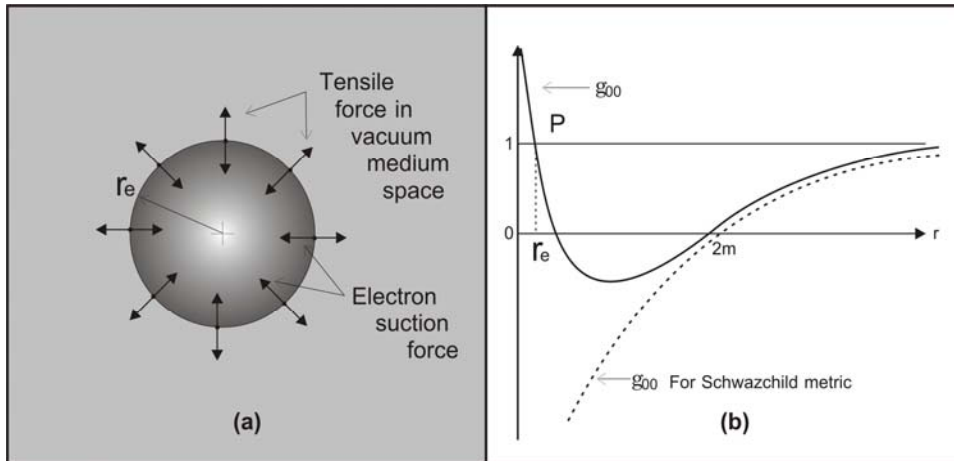 Tensile
force in
vacuum
medium
space
re
Electron
suction
force
(a)
g00
P
1
0
re
2m
r
g00 For Schwazchild metric
(b)